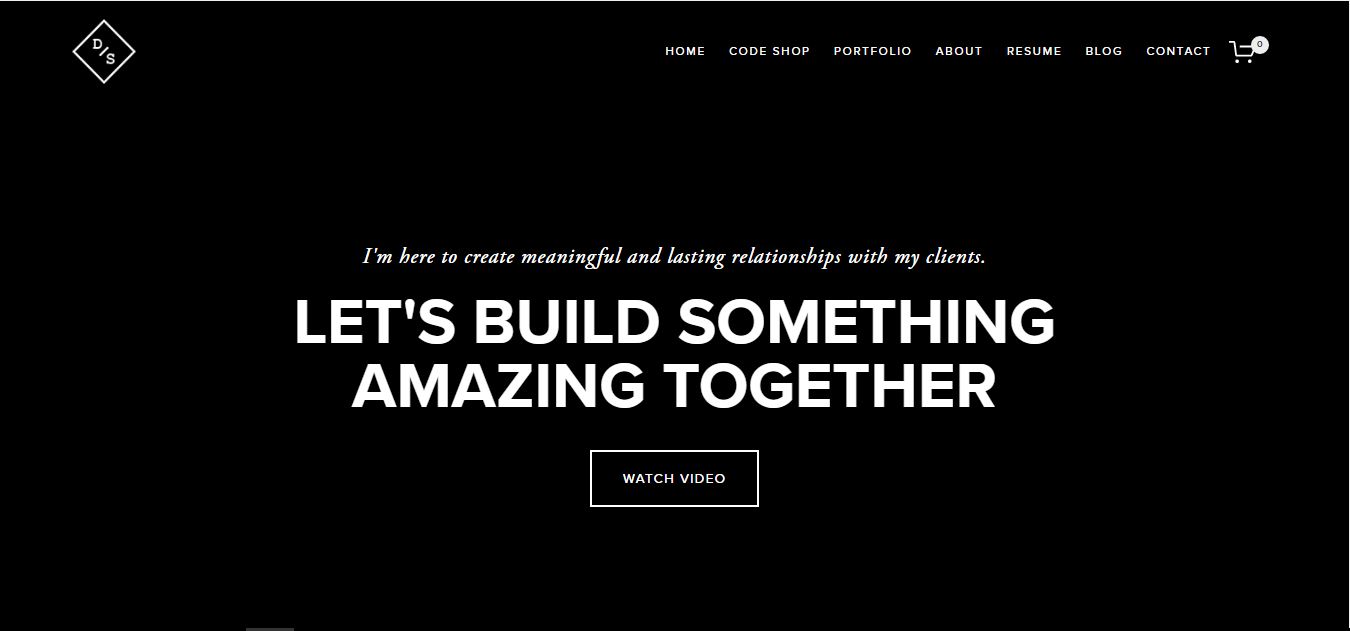 D/S
HOME CODE SHOP PORTFOLIO ABOUT RESUME BLOG CONTACT 0
I'm here to create meaningful and lasting relationships with my clients.
LET'S BUILD SOMETHING
AMAZING TOGETHER
WATCH VIDEO